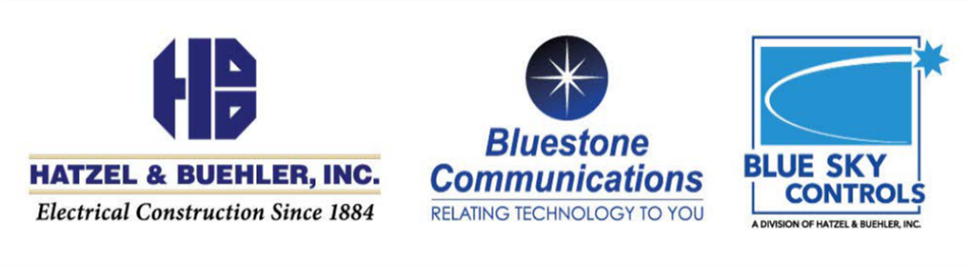 HB
HATZEL & BUEHLER, INC.
Electrical Construction Since 1884
Bluestone
Communications
RELATING TECHNOLOGY TO YOU
BLUE SKY
CONTROLS
A DIVISION OF HATZEL & BUEHLER, INC.